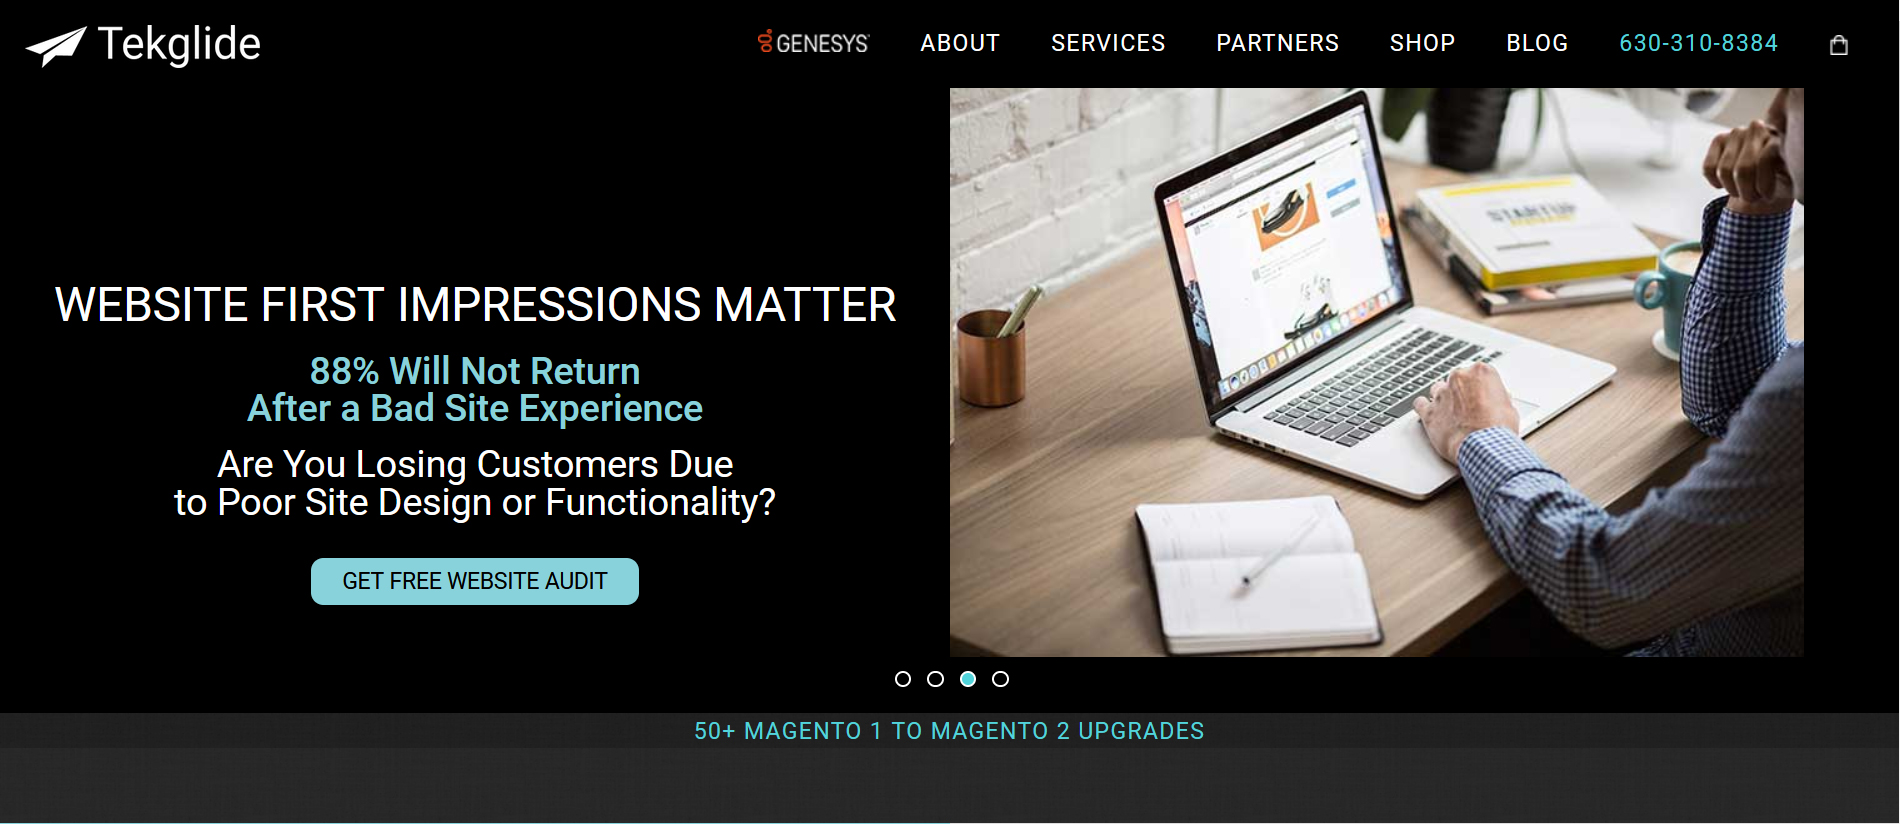 Tekglide
GENESYS
ABOUT
SERVICES
PARTNERS
SHOP
BLOG
630-310-8384
WEBSITE FIRST IMPRESSIONS MATTER
88% Will Not Return
After a Bad Site Experience
Are You Losing Customers Due
to Poor Site Design or Functionality?
GET FREE WEBSITE AUDIT
STARTUP
50+ MAGENTO 1 TO MAGENTO 2 UPGRADES